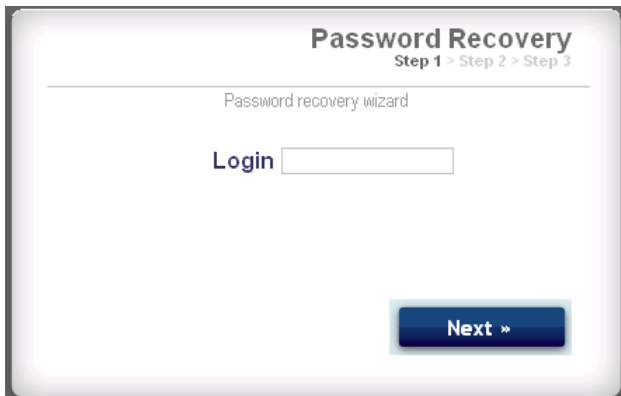 Password Recovery
Step 1 > Step 2 > Step 3
Password recovery wizard
Login
Next »